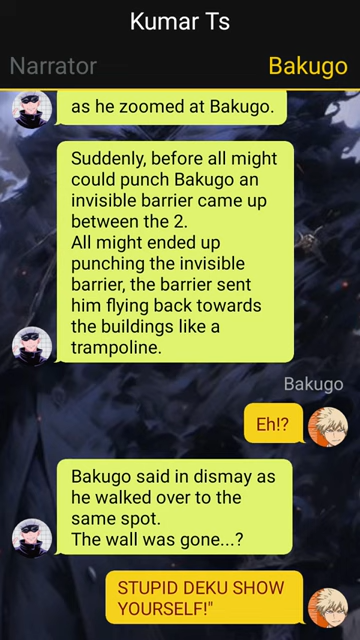 Kumar Ts
Narrator Bakugo
as he zoomed at Bakugo.
Suddenly, before all might
could punch Bakugo an
invisible barrier came up
between the 2.
All might ended up
punching the invisible
barrier, the barrier sent
him flying back towards
the buildings like a
trampoline.
Bakugo
Eh!?
Bakugo said in dismay as
he walked over to the
same spot.
The wall was gone...?
STUPID DEKU SHOW
YOURSELF!"